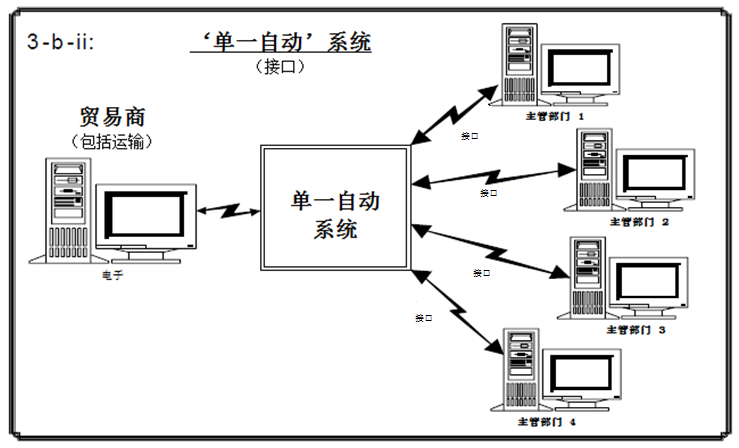 3-b-ii: ‘单一自动’系统
（接口）
贸易商
（包括运输）
电子
单一自动
系统
接口
接口
接口
接口
主管部门 1
主管部门 2
主管部门 3
主管部门 4